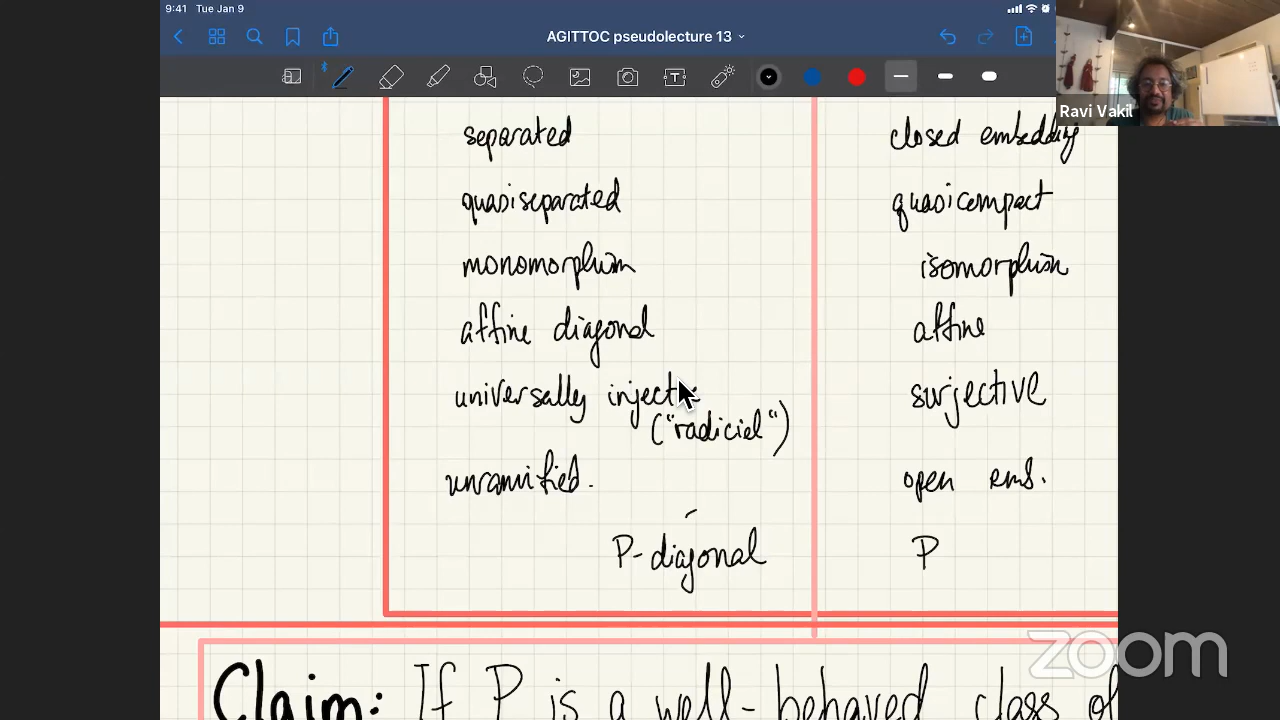 9:41 Tue Jan 9
AGITTOC pseudolecture 13
Ravi Vakil
separated closed embedding
quasiseparated quasicompact
monomorphism isomorphism
affine diagonal affine
universally surjective
("radiciel")
unramified. open emb.
P-diagonal P
zoom
Claim: If P is a well-behaved class of